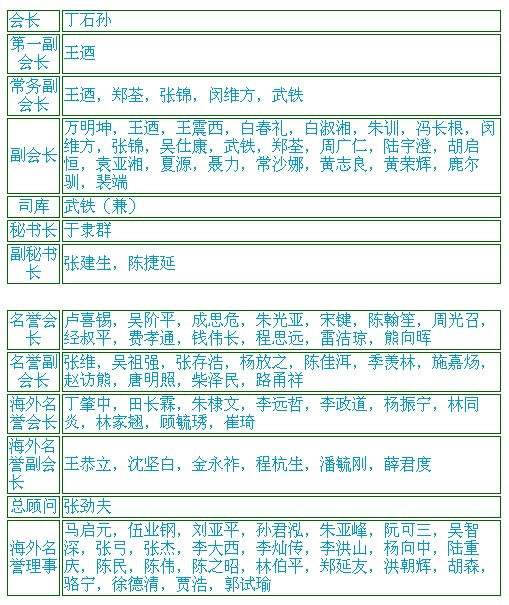 会长 丁石孙
第一副会长 王迺
常务副会长 王迺，郑荃，张锦，闵维方，武铁
副会长
万明坤，王迺，王震西，白春礼，白淑湘，朱训，冯长根，闵
维方，张锦，吴仕康，武铁，郑荃，周广仁，陆宇澄，胡启
恒，袁亚湘，夏源，聂力，常沙娜，黄志良，黄荣辉，鹿尔
驯，裴端
司库 武铁（兼）
秘书长 于隶群
副秘书长 张建生，陈捷延
名誉会长
卢喜锡，吴阶平，成思危，朱光亚，宋键，陈翰笙，周光召，
经叔平，费孝通，钱伟长，程思远，雷洁琼，熊向晖
名誉副会长
张维，吴祖强，张存浩，杨放之，陈佳洱，季羡林，施嘉炀，
赵访熊，唐明照，柴泽民，路甬祥
海外名誉会长
丁肇中，田长霖，朱棣文，李远哲，李政道，杨振宁，林同
炎，林家翘，顾毓琇，崔琦
海外名誉副会长
王恭立，沈坚白，金永祚，程杭生，潘毓刚，薛君度
总顾问 张劲夫
海外名誉理事
马启元，伍业钢，刘亚平，孙君泓，朱亚峰，阮可三，吴智
深，张弓，张杰，李大西，李灿传，李洪山，杨向中，陆重
庆，陈民，陈伟，陈之昭，林伯平，郑延友，洪朝辉，胡森，
骆宁，徐德清，贾浩，郭试瑜